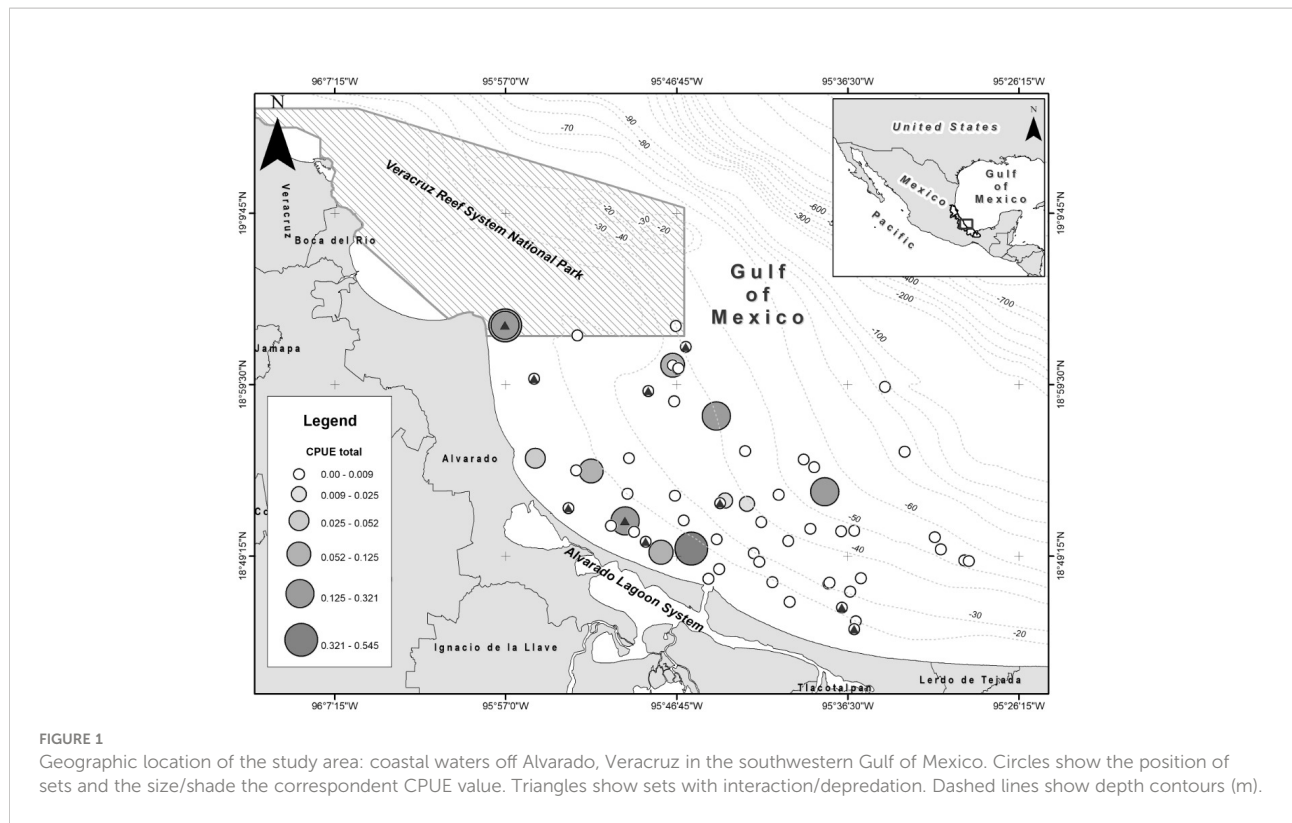 96°7'15"W
95°57'0"W
95°46'45"W
95°36'30"W
95°26'15"W
N
-70
-90
-80
Veracruz Reef System National Park
Veracruz
Boca del Rio
-20
-30
-40
-30
-20
Gulf
of
Mexico
-600
-300
-400
-200
-700
-100
N
United States
Mexico
Gulf
of
Mexico
Pacific
19°9'45"N
19°9'45"N
18°59'30"N
18°59'30"N
18°49'15"N
18°49'15"N
Jamapa
Alvarado
Legend
CPUE total
0.00 - 0.009
0.009 - 0.025
0.025 - 0.052
0.052 - 0.125
0.125 - 0.321
0.321 - 0.545
-60
-50
-40
-30
-20
Alvarado Lagoon System
Ignacio de la Llave
Tlacotalpan
Lerdo de Tejada
96°7'15"W
95°57'0"W
95°46'45"W
95°36'30"W
95°26'15"W
FIGURE 1
Geographic location of the study area: coastal waters off Alvarado, Veracruz in the southwestern Gulf of Mexico. Circles show the position of
sets and the size/shade the correspondent CPUE value. Triangles show sets with interaction/depredation. Dashed lines show depth contours (m).